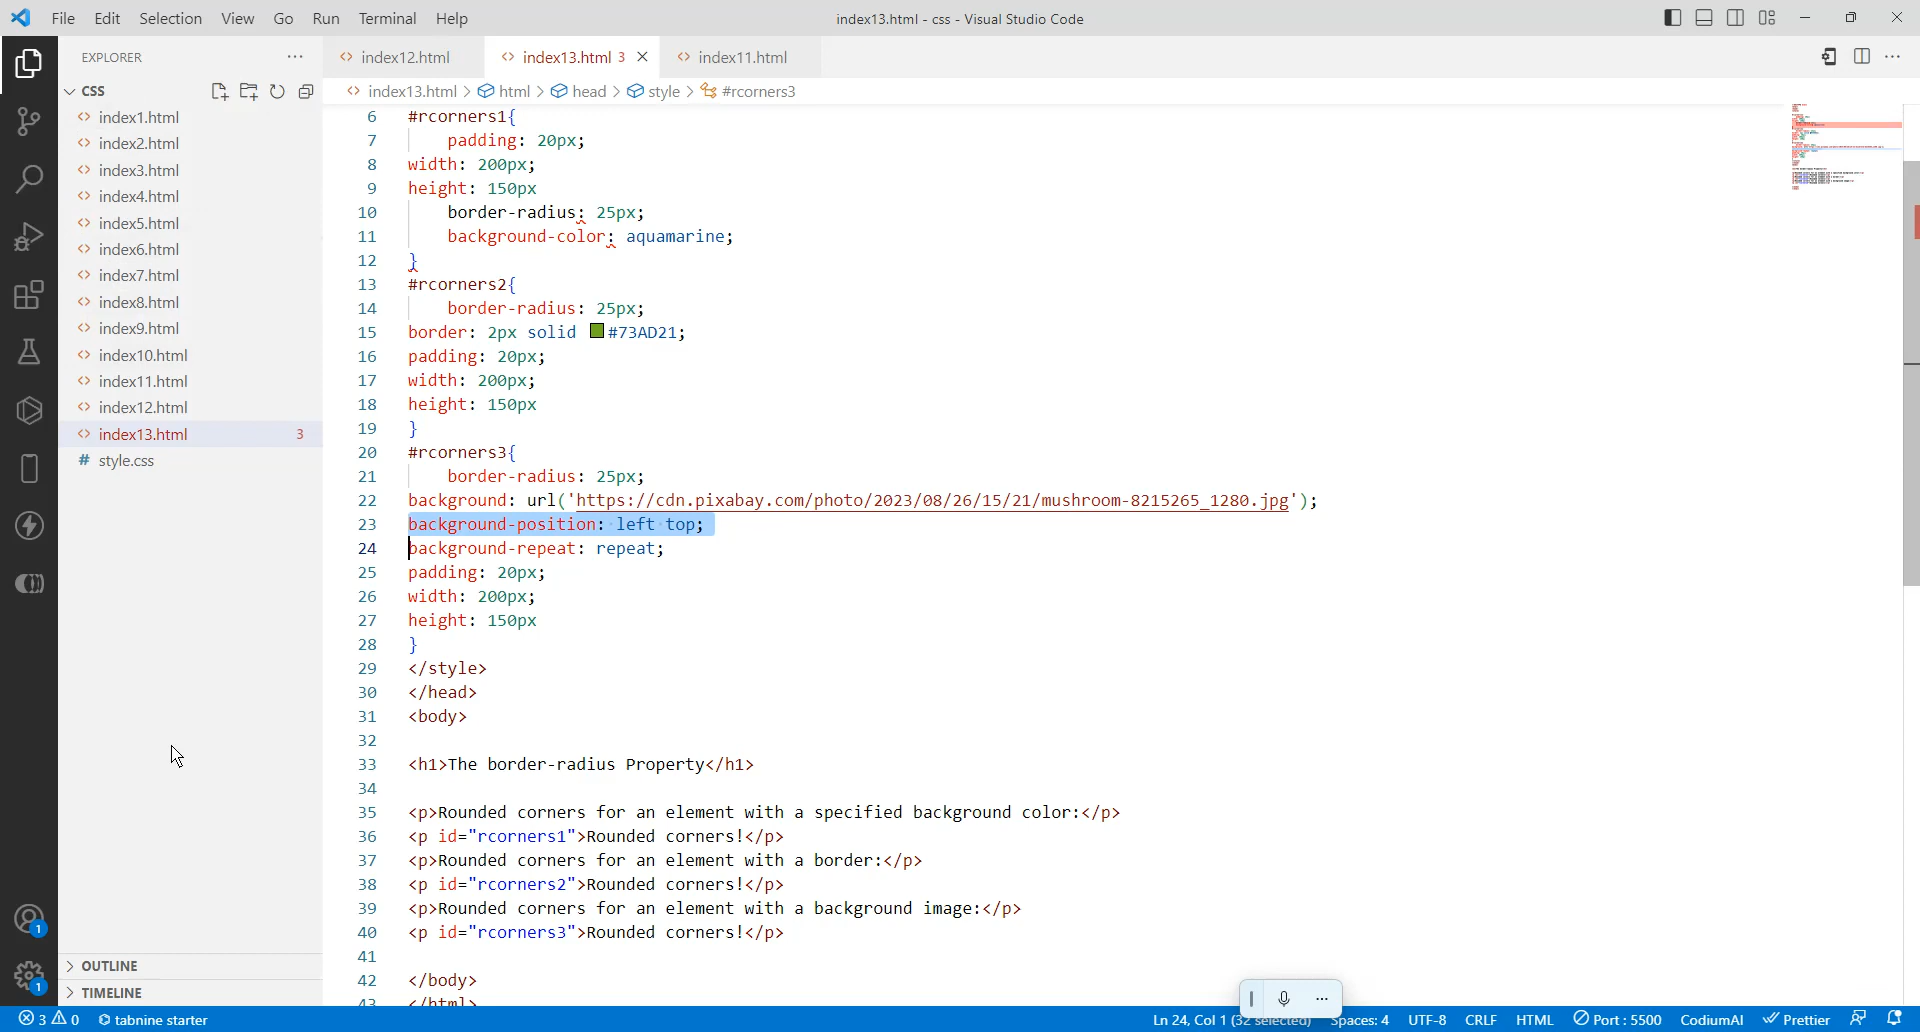 File Edit Selection View Go Run Terminal Help
index13.html - css - Visual Studio Code
EXPLORER
CSS
index1.html
index2.html
index3.html
index4.html
index5.html
index6.html
index7.html
index8.html
index9.html
index10.html
index11.html
index12.html
index13.html 3
# style.css
OUTLINE
TIMELINE
index12.html index13.html 3 index11.html
index13.html > html > head > style > #rcorners3
6 #rcorners1{
7 padding: 20px;
8 width: 200px;
9 height: 150px
10 border-radius: 25px;
11 background-color: aquamarine;
12 }
13 #rcorners2{
14 border-radius: 25px;
15 border: 2px solid #73AD21;
16 padding: 20px;
17 width: 200px;
18 height: 150px
19 }
20 #rcorners3{
21 border-radius: 25px;
22 background: url('https://cdn.pixabay.com/photo/2023/08/26/15/21/mushroom-8215265_1280.jpg');
23 background-position: left top;
24 background-repeat: repeat;
25 padding: 20px;
26 width: 200px;
27 height: 150px
28 }
29 </style>
30 </head>
31 <body>
32
33 <h1>The border-radius Property</h1>
34
35 <p>Rounded corners for an element with a specified background color:</p>
36 <p id="rcorners1">Rounded corners!</p>
37 <p>Rounded corners for an element with a border:</p>
38 <p id="rcorners2">Rounded corners!</p>
39 <p>Rounded corners for an element with a background image:</p>
40 <p id="rcorners3">Rounded corners!</p>
41
42 </body>
43 </html>
1
1
3 0 tabnine starter
Ln 24, Col 1 (32 selected) Spaces: 4 UTF-8 CRLF HTML Port : 5500 CodiumAI Prettier